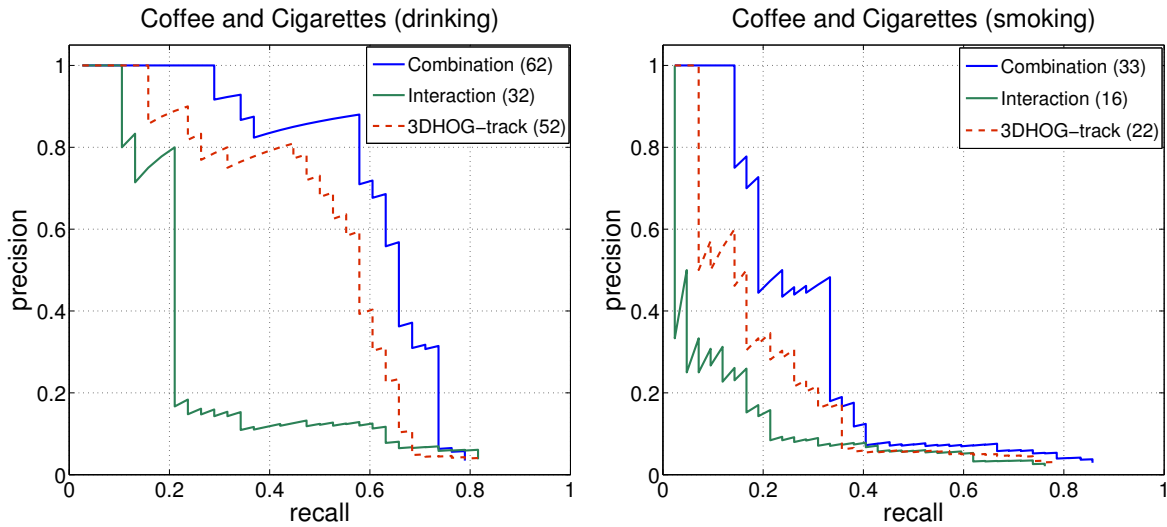 Coffee and Cigarettes (drinking)
1
0.8
0.6
0.4
0.2
0
precision
0 0.2 0.4 0.6 0.8 1
recall
Combination (62)
Interaction (32)
3DHOG−track (52)
Coffee and Cigarettes (smoking)
1
0.8
0.6
0.4
0.2
0
precision
0 0.2 0.4 0.6 0.8 1
recall
Combination (33)
Interaction (16)
3DHOG−track (22)